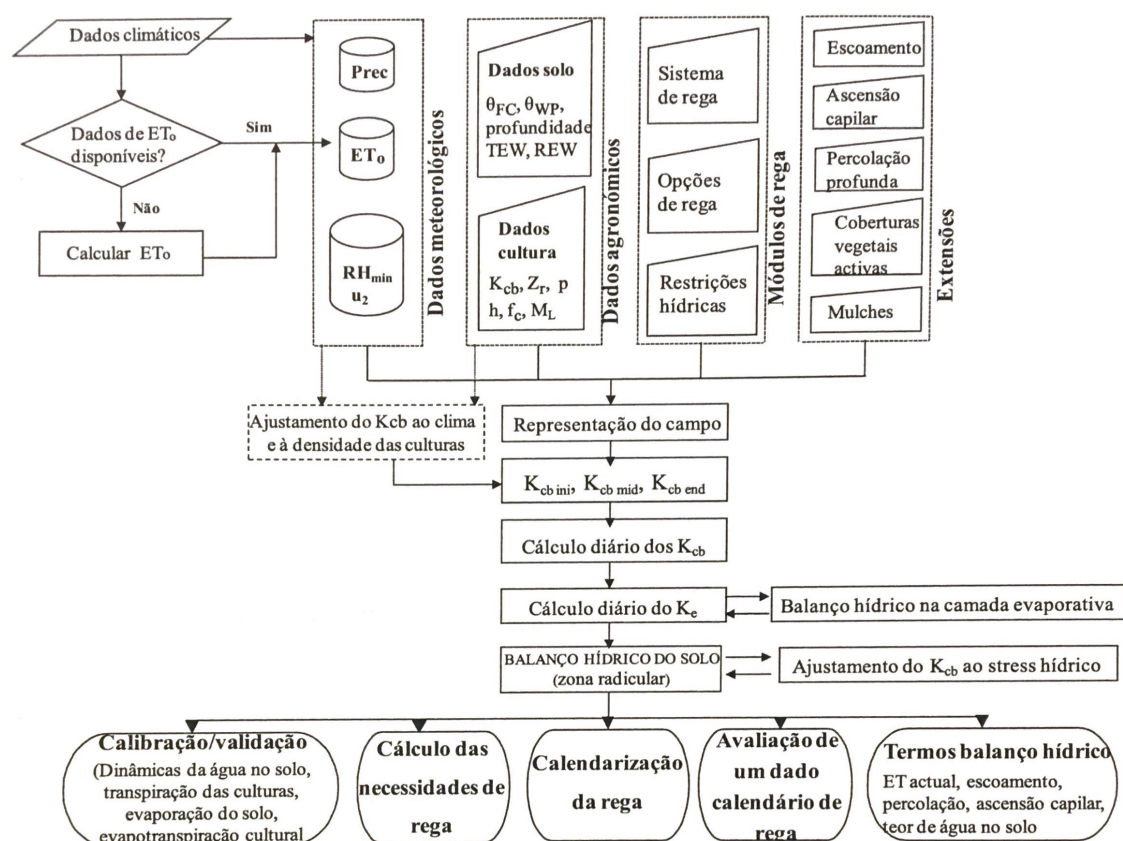 Dados climáticos
Dados de ETo
disponíveis?
Sim
Não
Calcular ETo
Prec
ETo
RHmin
u2
Dados meteorológicos
Dados solo
θFC, θWP,
profundidade
TEW, REW
Dados
cultura
Kcb, Zr, p
h, fc, ML
Dados agronómicos
Sistema
de rega
Opções
de rega
Restrições
hídricas
Módulos de rega
Escoamento
Ascensão
capilar
Percolação
profunda
Coberturas
vegetais
activas
Mulches
Extensões
Ajustamento do Kcb ao clima
e à densidade das culturas
Representação do campo
Kcb ini, Kcb mid, Kcb end
Cálculo diário dos Kcb
Cálculo diário do Ke
Balanço hídrico na camada evaporativa
BALANÇO HÍDRICO DO SOLO
(zona radicular)
Ajustamento do Kcb ao stress hídrico
Calibração/validação
(Dinâmicas da água no solo,
transpiração das culturas,
evaporação do solo,
evapotranspiração cultural
Cálculo das
necessidades de
rega
Calendarização
da rega
Avaliação de
um dado
calendário de
rega
Termos balanço hídrico
ET actual, escoamento,
percolação, ascensão capilar,
teor de água no solo